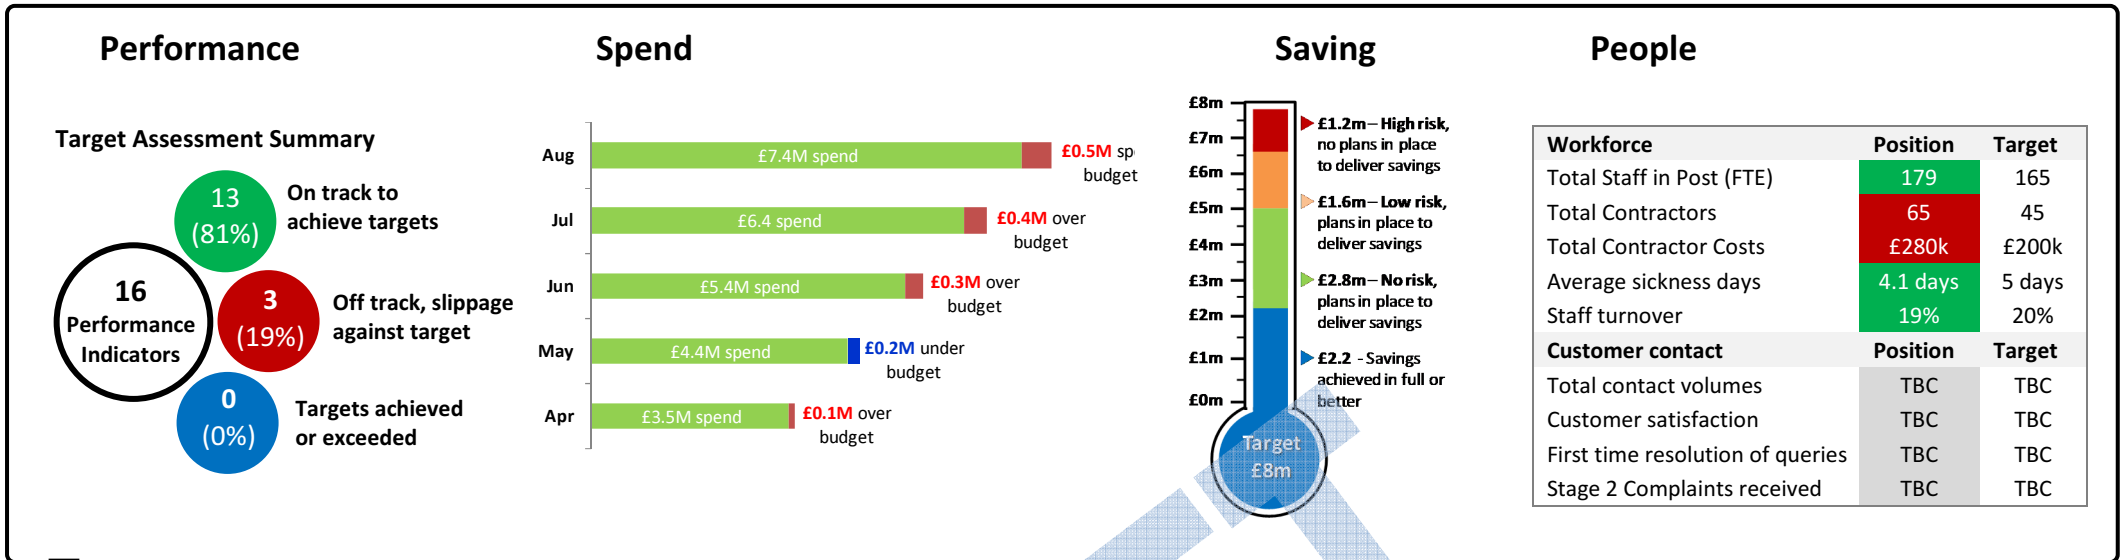 Performance
Target Assessment Summary
13
(81%)
On track to
achieve targets
16
Performance
Indicators
3
(19%)
Off track, slippage
against target
0
(0%)
Targets achieved
or exceeded
Spend
Aug
£7.4M spend
£0.5M
budget
Jul
£6.4 spend
£0.4M over
budget
Jun
£5.4M spend
£0.3M over
budget
May
£4.4M spend
£0.2M under
budget
Apr
£3.5M spend
£0.1M over
budget
Saving
£8m
£7m
£6m
£5m
£4m
£3m
£2m
£1m
£0m
£1.2m – High risk,
no plans in place
to deliver savings
£1.6m – Low risk,
plans in place to
deliver savings
£2.8m – No risk,
plans in place to
deliver savings
£2.2 - Savings
achieved in full or
better
Target
£8m
People
Workforce Position Target
Total Staff in Post (FTE) 179 165
Total Contractors 65 45
Total Contractor Costs £280k £200k
Average sickness days 4.1 days 5 days
Staff turnover 19% 20%
Customer contact Position Target
Total contact volumes TBC TBC
Customer satisfaction TBC TBC
First time resolution of queries TBC TBC
Stage 2 Complaints received TBC TBC